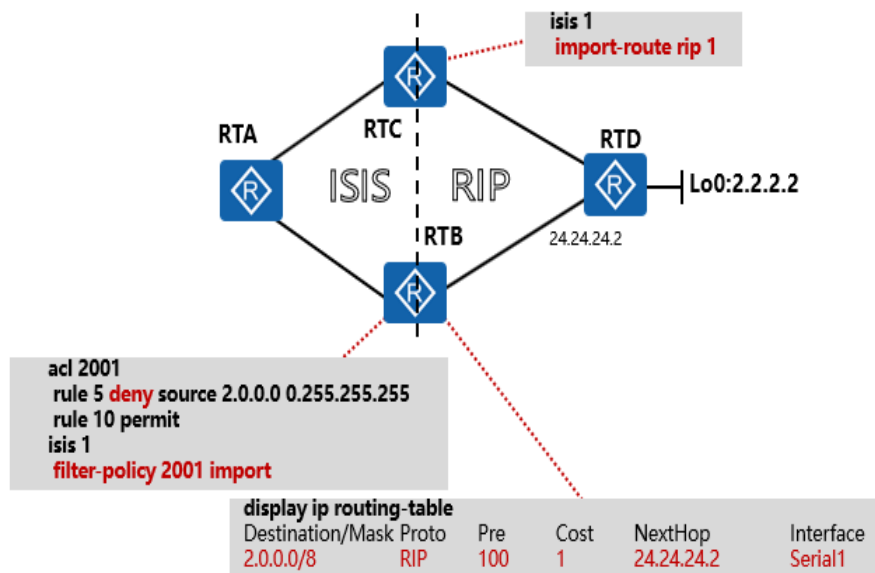 isis 1
import-route rip 1
R
RTA
RTC
RTD
R
ISIS
RIP
R
Lo0:2.2.2.2
RTB
24.24.24.2
R
acl 2001
rule 5 deny source 2.0.0.0 0.255.255.255
rule 10 permit
isis 1
filter-policy 2001 import
display ip routing-table
Destination/Mask Proto Pre Cost NextHop Interface
2.0.0.0/8 RIP 100 1 24.24.24.2 Serial1